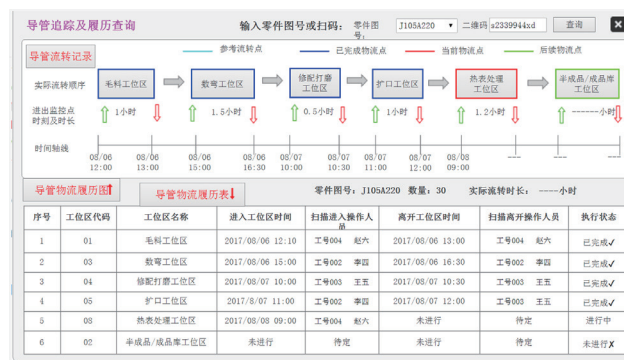 导管追踪及履历查询 输入零件图号或扫码: 零件图号: J105A220 二维码 s2339944xd 查询 X
导管流转记录 参考流转点 已完成物流点 当前物流点 后续物流点
实际流转顺序 毛料工位区 数弯工位区 修配打磨工位区 扩口工位区 热表处理工位区 半成品/成品库工位区
进出监控点时刻及时长 1小时 1.5小时 0.5小时 1小时 1.2小时 ------小时
时间轴线
08/06 08/06 08/06 08/06 08/07 08/07 08/07 08/07 08/08 --- --- ---
12:00 13:00 15:00 16:30 10:00 10:30 11:00 12:00 09:00
导管物流履历图 导管物流履历表 零件图号: J105A220 数量: 30 实际流转时长: ----小时
序号 工位区代码 工位区名称 进入工位区时间 扫描进入操作人员 离开工位区时间 扫描离开操作人员 执行状态
1 01 毛料工位区 2017/08/06 12:10 工号004 赵六 2017/08/06 13:00 工号004 赵六 已完成✓
2 03 数弯工位区 2017/08/06 15:00 工号002 李四 2017/08/06 16:30 工号002 李四 已完成✓
3 04 修配打磨工位区 2017/08/07 10:00 工号003 王五 2017/08/07 10:30 工号003 王五 已完成✓
4 05 扩口工位区 2017/8/07 11:00 工号002 李四 2017/08/07 12:00 工号003 王五 已完成✓
5 08 热表处理工位区 2017/08/08 09:00 工号004 赵六 未进行 待定 进行中
6 02 半成品/成品库工位区 未进行 待定 未进行 待定 未进行X